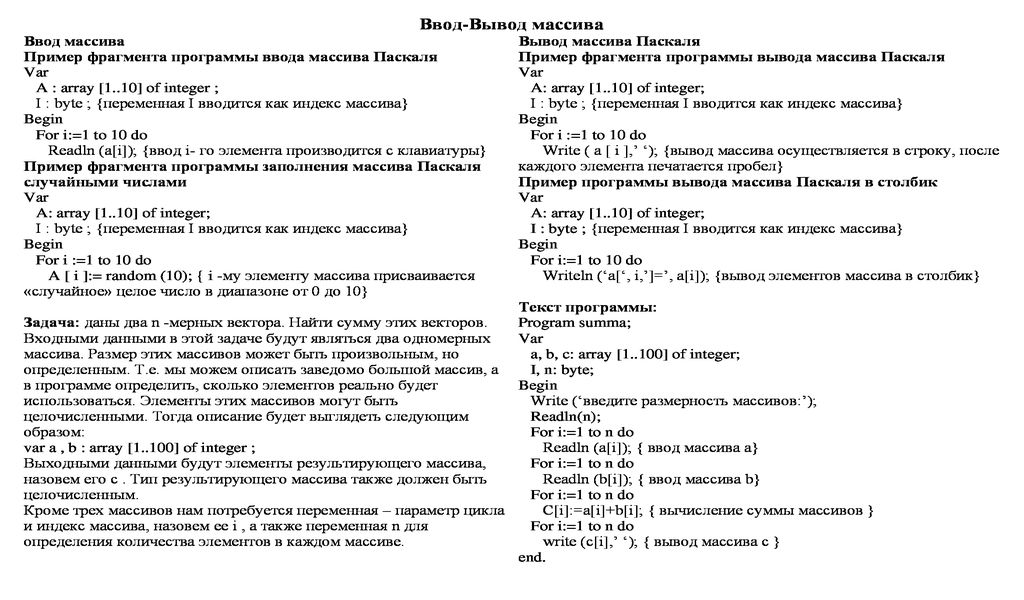 Ввод-Вывод массива
Ввод массива
Пример фрагмента программы ввода массива Паскаля
Var
A : array [1..10] of integer ;
I : byte ; {переменная I вводится как индекс массива}
Begin
For i:=1 to 10 do
Readln (a[i]); {ввод i- го элемента производится с клавиатуры}
Пример фрагмента программы заполнения массива Паскаля
случайными числами
Var
A: array [1..10] of integer;
I : byte ; {переменная I вводится как индекс массива}
Begin
For i :=1 to 10 do
A [ i ]:= random (10); { i -му элементу массива присваивается
«случайное» целое число в диапазоне от 0 до 10}
Задача: даны два n -мерных вектора. Найти сумму этих векторов.
Входными данными в этой задаче будут являться два одномерных
массива. Размер этих массивов может быть произвольным, но
определенным. Т.е. мы можем описать заведомо большой массив, а
в программе определить, сколько элементов реально будет
использоваться. Элементы этих массивов могут быть
целочисленными. Тогда описание будет выглядеть следующим
образом:
var a , b : array [1..100] of integer ;
Выходными данными будут элементы результирующего массива,
назовем его c . Тип результирующего массива также должен быть
целочисленным.
Кроме трех массивов нам потребуется переменная – параметр цикла
и индекс массива, назовем ее i , а также переменная n для
определения количества элементов в каждом массиве.
Вывод массива Паскаля
Пример фрагмента программы вывода массива Паскаля
Var
A: array [1..10] of integer;
I : byte ; {переменная I вводится как индекс массива}
Begin
For i :=1 to 10 do
Write ( a [ i ],’ ‘); {вывод массива осуществляется в строку, после
каждого элемента печатается пробел}
Пример программы вывода массива Паскаля в столбик
Var
A: array [1..10] of integer;
I : byte ; {переменная I вводится как индекс массива}
Begin
For i:=1 to 10 do
Writeln (‘a[‘, i,’]=’, a[i]); {вывод элементов массива в столбик}
Текст программы:
Program summa;
Var
a, b, c: array [1..100] of integer;
I, n: byte;
Begin
Write (‘введите размерность массивов:’);
Readln(n);
For i:=1 to n do
Readln (a[i]); { ввод массива a}
For i:=1 to n do
Readln (b[i]); { ввод массива b}
For i:=1 to n do
C[i]:=a[i]+b[i]; { вычисление суммы массивов }
For i:=1 to n do
write (c[i],’ ‘); { вывод массива с }
end.